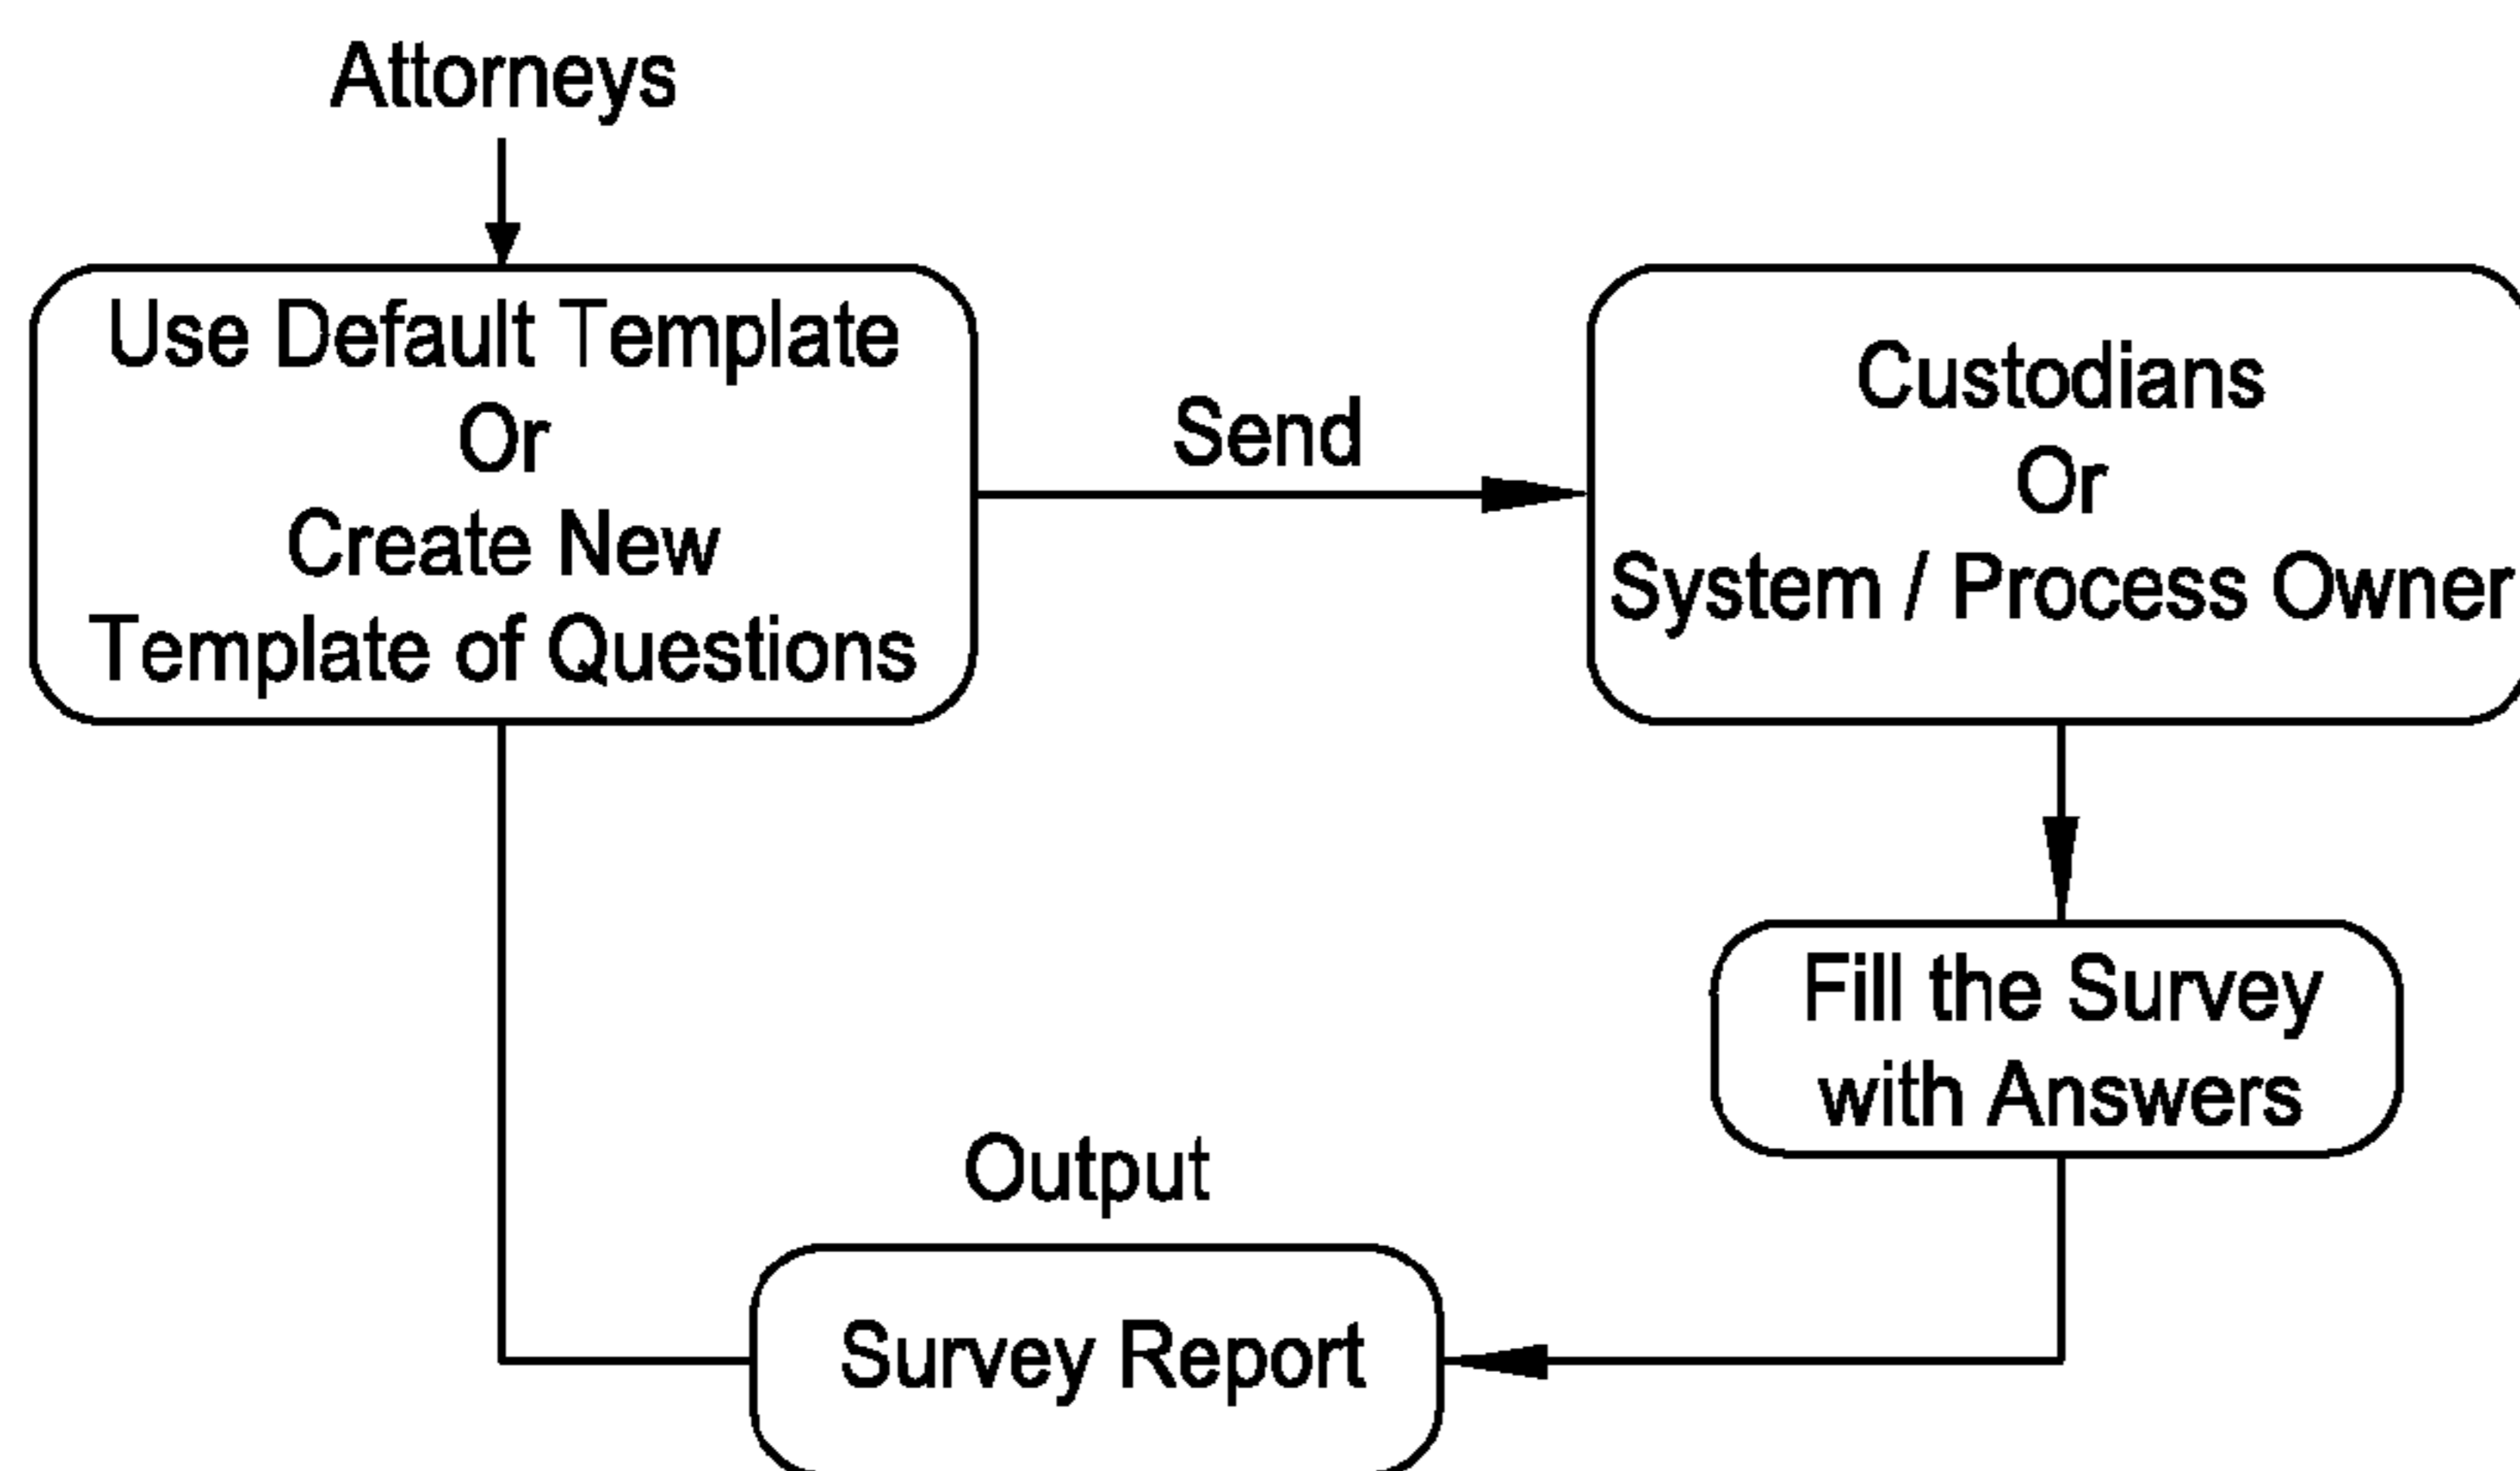 Attorneys
Use Default Template
Or
Create New
Template of Questions
Send
Custodians
Or
System / Process Owner
Fill the Survey
with Answers
Output
Survey Report